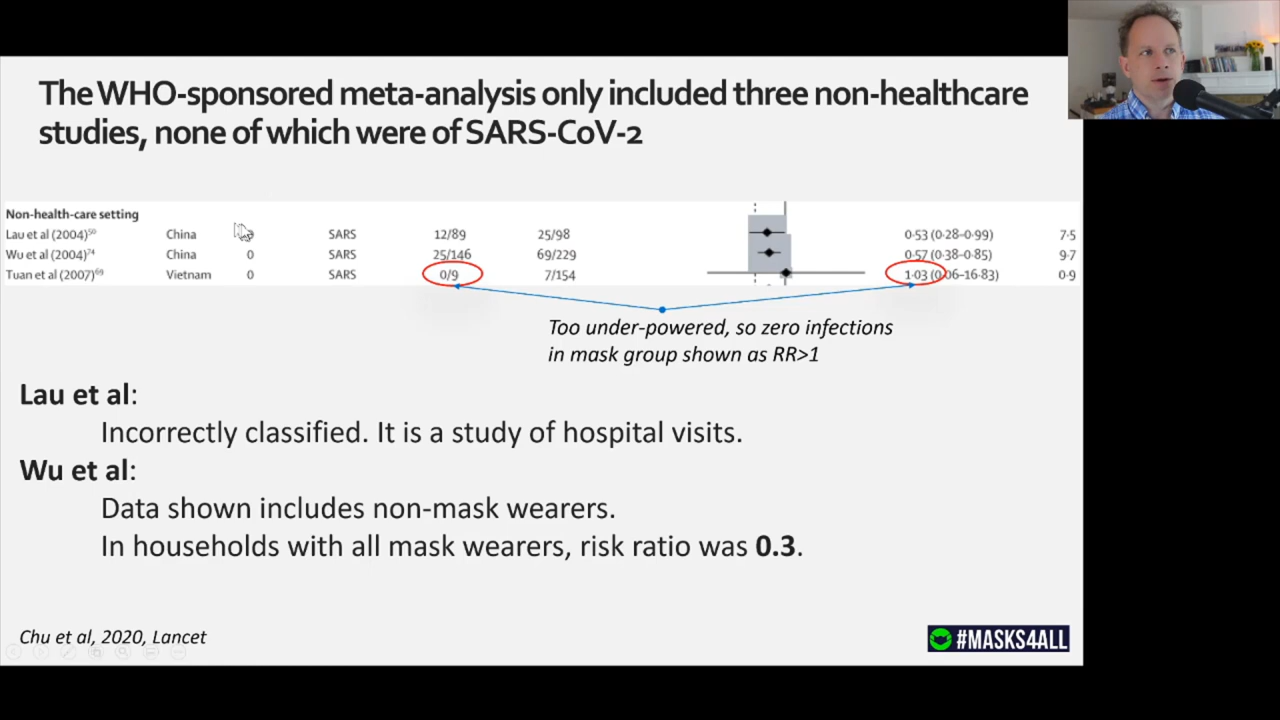 The WHO-sponsored meta-analysis only included three non-healthcare
studies, none of which were of SARS-CoV-2
Non-health-care setting
Lau et al (2004)⁵⁰ China SARS 12/89 25/98 0·53 (0·28–0·99) 7·5
Wu et al (2004)⁷⁴ China 0 SARS 25/146 69/229 0·57 (0·38–0·85) 9·7
Tuan et al (2007)⁶⁹ Vietnam 0 SARS 0/9 7/154 1·03 (0·06–16·83) 0·9
Too under-powered, so zero infections
in mask group shown as RR>1
Lau et al:
Incorrectly classified. It is a study of hospital visits.
Wu et al:
Data shown includes non-mask wearers.
In households with all mask wearers, risk ratio was 0.3.
Chu et al, 2020, Lancet
#MASKS4ALL